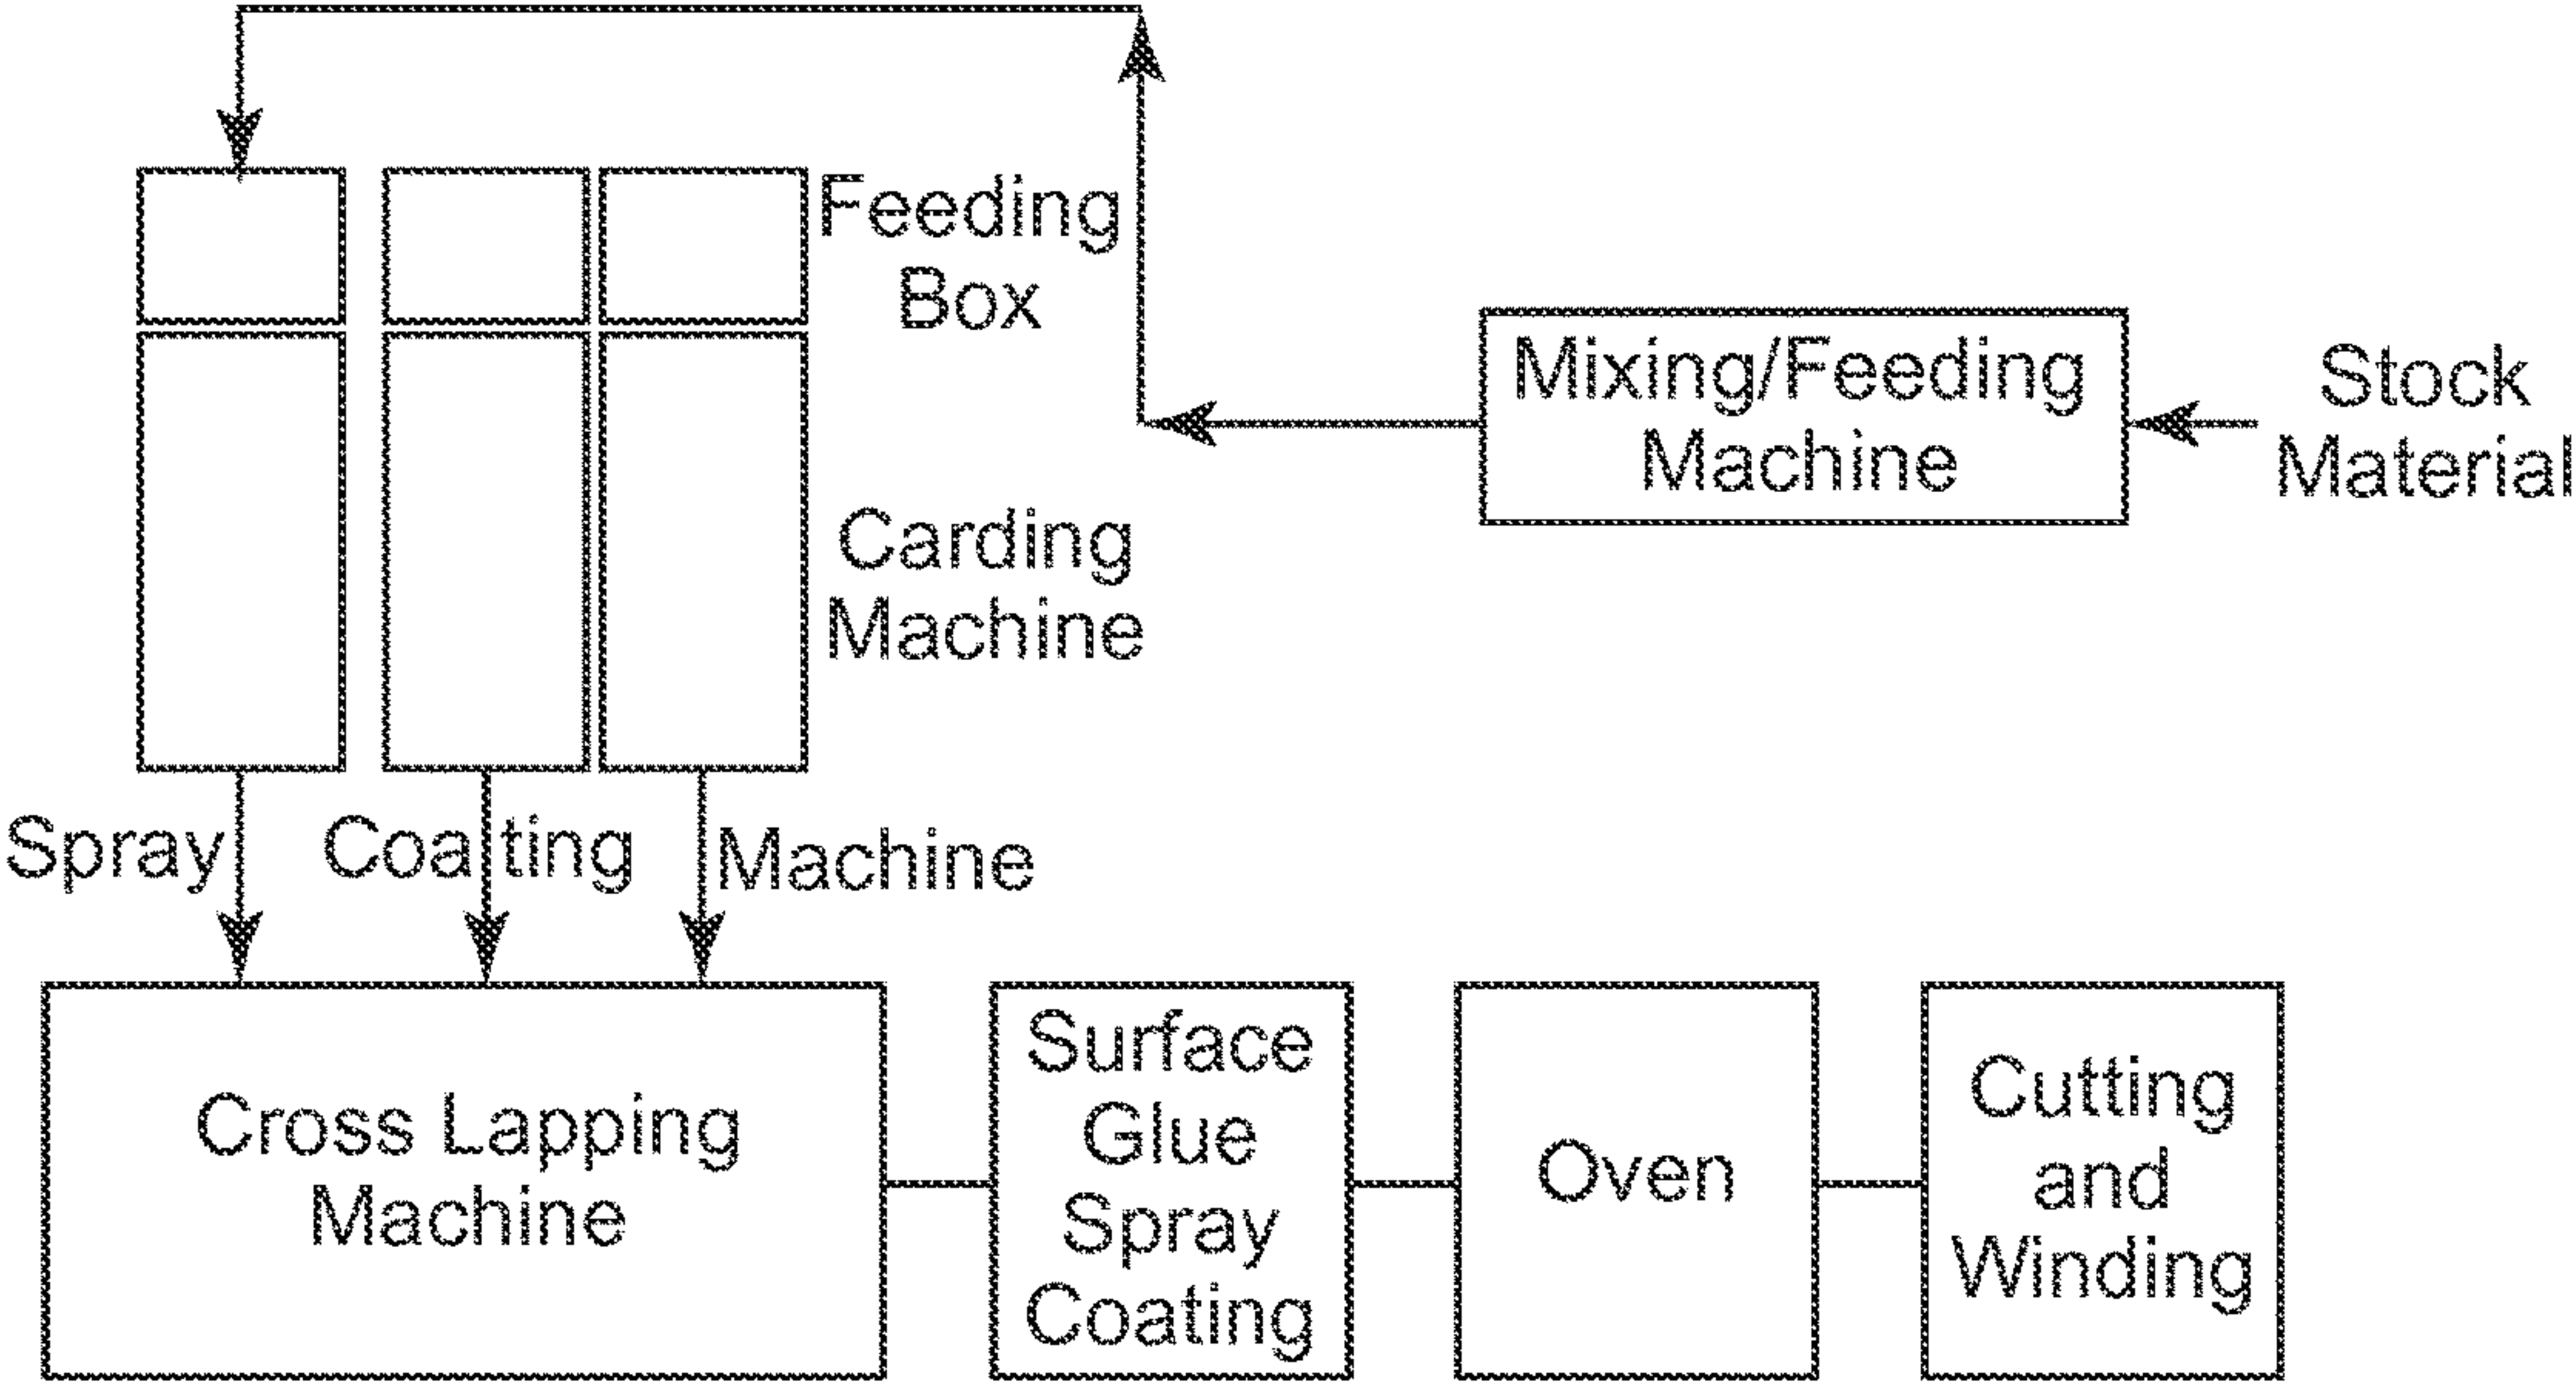 Feeding
Box
Mixing/Feeding
Machine
Stock
Material
Carding
Machine
Spray Coating Machine
Cross Lapping
Machine
Surface
Glue
Spray
Coating
Oven
Cutting
and
Winding